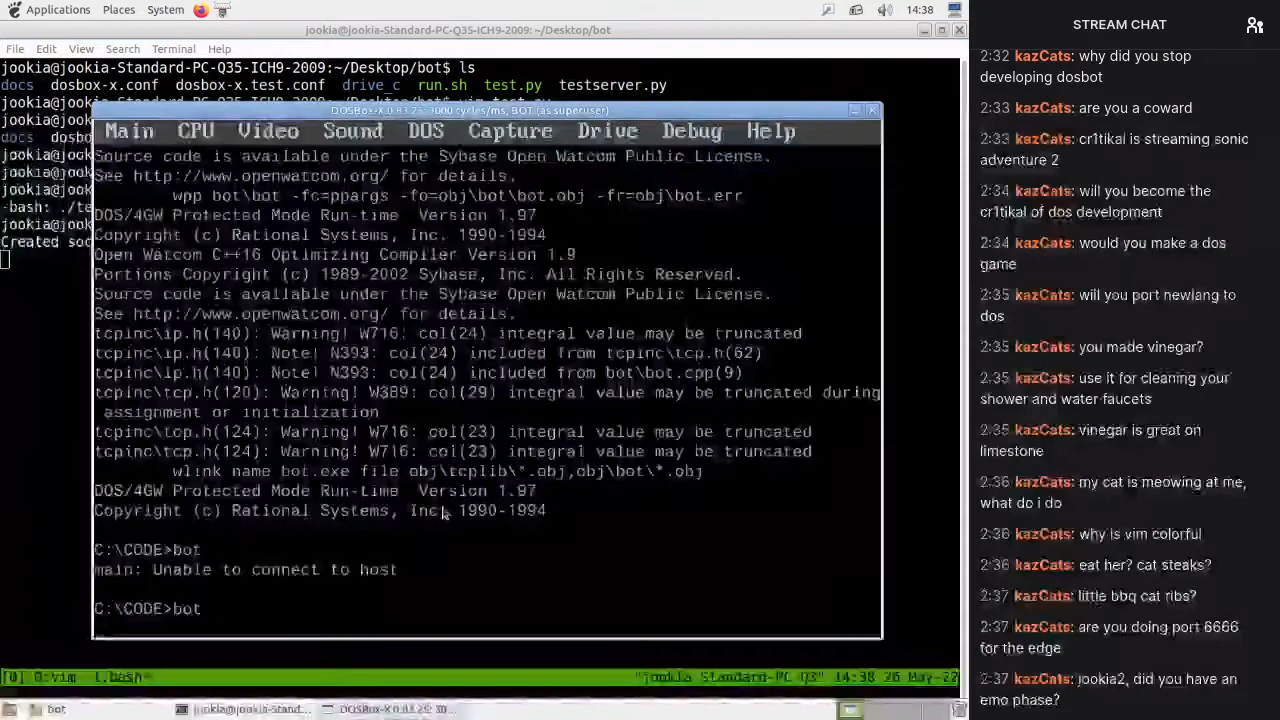 Applications Places System 14:38
jookia@jookia-Standard-PC-Q35-ICH9-2009: ~/Desktop/bot
File Edit View Search Terminal Help
jookia@jookia-Standard-PC-Q35-ICH9-2009:~/Desktop/bot$ ls
docs dosbox-x.conf dosbox-x.test.conf drive_c run.sh test.py testserver.py
Created soc
Main CPU Video Sound DOS Capture Drive Debug Help
Source code is available under the Sybase Open Watcom Public License.
See http://www.openwatcom.org/ for details.
wpp bot\bot -fc=ppargs -fo=obj\bot\bot.obj -fr=obj\bot.err
DOS/4GW Protected Mode Run-time Version 1.97
Copyright (c) Rational Systems, Inc. 1990-1994
Open Watcom C++16 Optimizing Compiler Version 1.9
Portions Copyright (c) 1989-2002 Sybase, Inc. All Rights Reserved.
Source code is available under the Sybase Open Watcom Public License.
See http://www.openwatcom.org/ for details.
tcpinc\ip.h(140): Warning! W716: col(24) integral value may be truncated
tcpinc\ip.h(140): Note! N393: col(24) included from tcpinc\tcp.h(62)
tcpinc\ip.h(140): Note! N393: col(24) included from bot\bot.cpp(9)
tcpinc\tcp.h(120): Warning! W389: col(29) integral value may be truncated during
assignment or initialization
tcpinc\tcp.h(124): Warning! W716: col(23) integral value may be truncated
tcpinc\tcp.h(124): Warning! W716: col(23) integral value may be truncated
wlink name bot.exe file obj\tcplib\*.obj,obj\bot\*.obj
DOS/4GW Protected Mode Run-time Version 1.97
Copyright (c) Rational Systems, Inc. 1990-1994
C:\CODE>bot
main: Unable to connect to host
C:\CODE>bot
bot
STREAM CHAT
2:32 kazCats: why did you stop
developing dosbot
2:33 kazCats: are you a coward
2:33 kazCats: cr1tikal is streaming sonic
adventure 2
2:34 kazCats: will you become the
cr1tikal of dos development
2:34 kazCats: would you make a dos
game
2:35 kazCats: will you port newlang to
dos
2:35 kazCats: you made vinegar?
2:35 kazCats: use it for cleaning your
shower and water faucets
2:35 kazCats: vinegar is great on
limestone
2:36 kazCats: my cat is meowing at me,
what do i do
2:36 kazCats: why is vim colorful
2:36 kazCats: eat her? cat steaks?
2:37 kazCats: little bbq cat ribs?
2:37 kazCats: are you doing port 6666
for the edge
2:37 kazCats: jookia2, did you have an
emo phase?